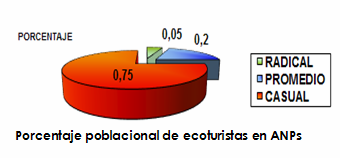 PORCENTAJE
0,05
0,2
0,75
RADICAL
PROMEDIO
CASUAL
Porcentaje poblacional de ecoturistas en ANPs